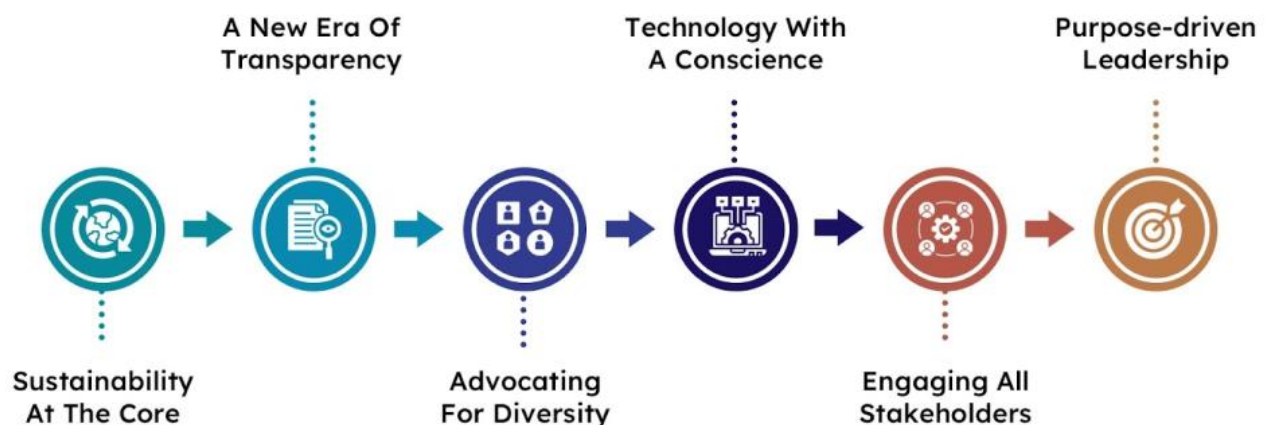 A New Era Of
Transparency
Technology With
A Conscience
Purpose-driven
Leadership
Sustainability
At The Core
Advocating
For Diversity
Engaging All
Stakeholders